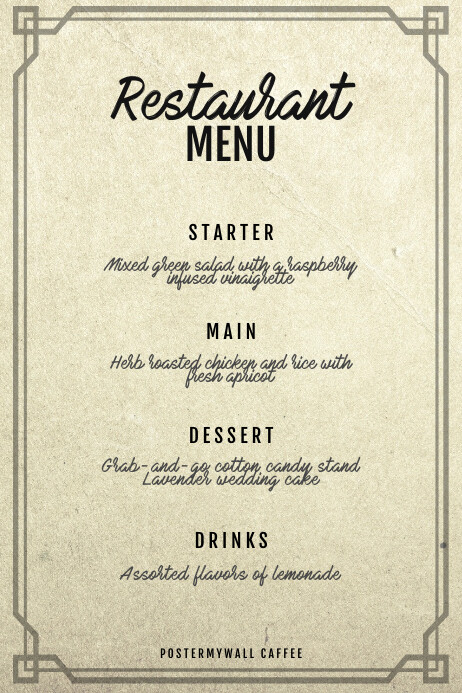 Restaurant
MENU
STARTER
Mixed green salad with a raspberry
infused vinaigrette
MAIN
Herb roasted chicken and rice with
fresh apricot
DESSERT
Grab-and-go cotton candy stand
Lavender wedding cake
DRINKS
Assorted flavors of lemonade
POSTERMYWALL CAFFEE